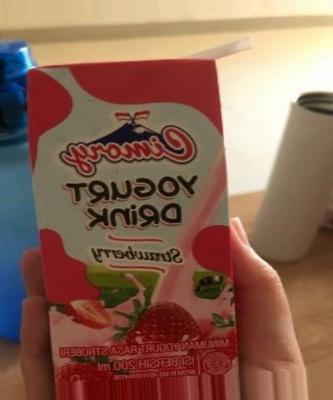 Cimory
YOGURT
DRINK
Strawberry
MINUMAN YOGURT RASA STROBERI
ISI BERSIH 200 ml